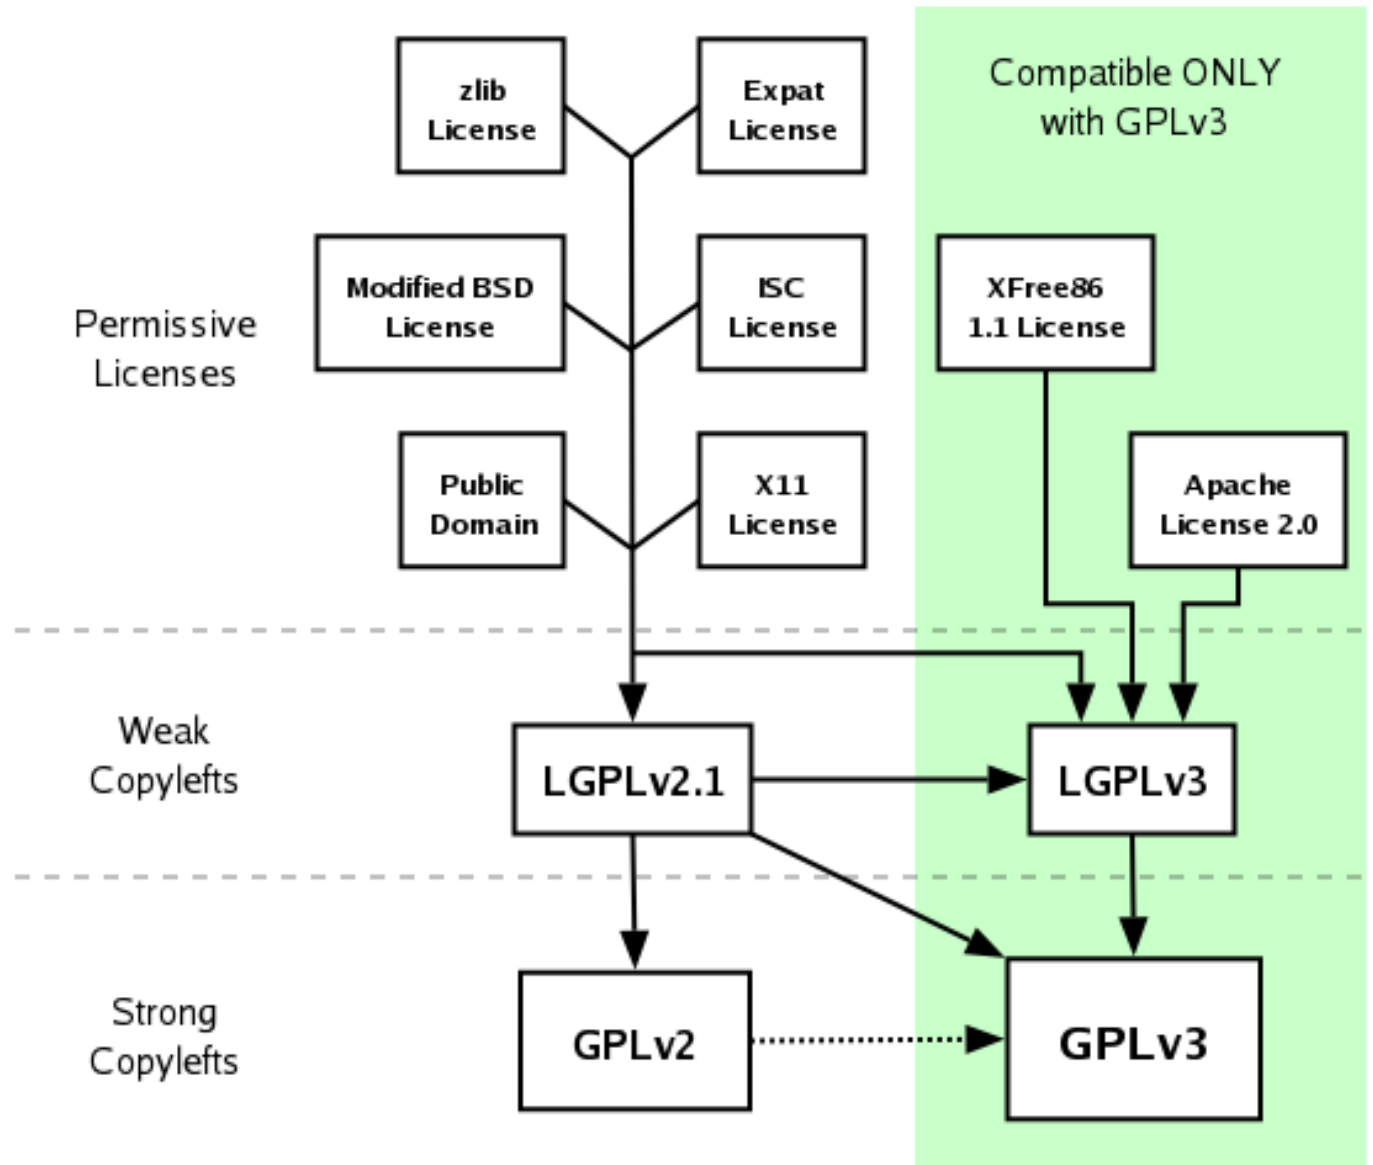 zlib
License
Expat
License
Compatible ONLY
with GPLv3
Modified BSD
License
ISC
License
XFree86
1.1 License
Permissive
Licenses
Public
Domain
X11
License
Apache
License 2.0
Weak
Copylefts
LGPLv2.1
LGPLv3
Strong
Copylefts
GPLv2
GPLv3